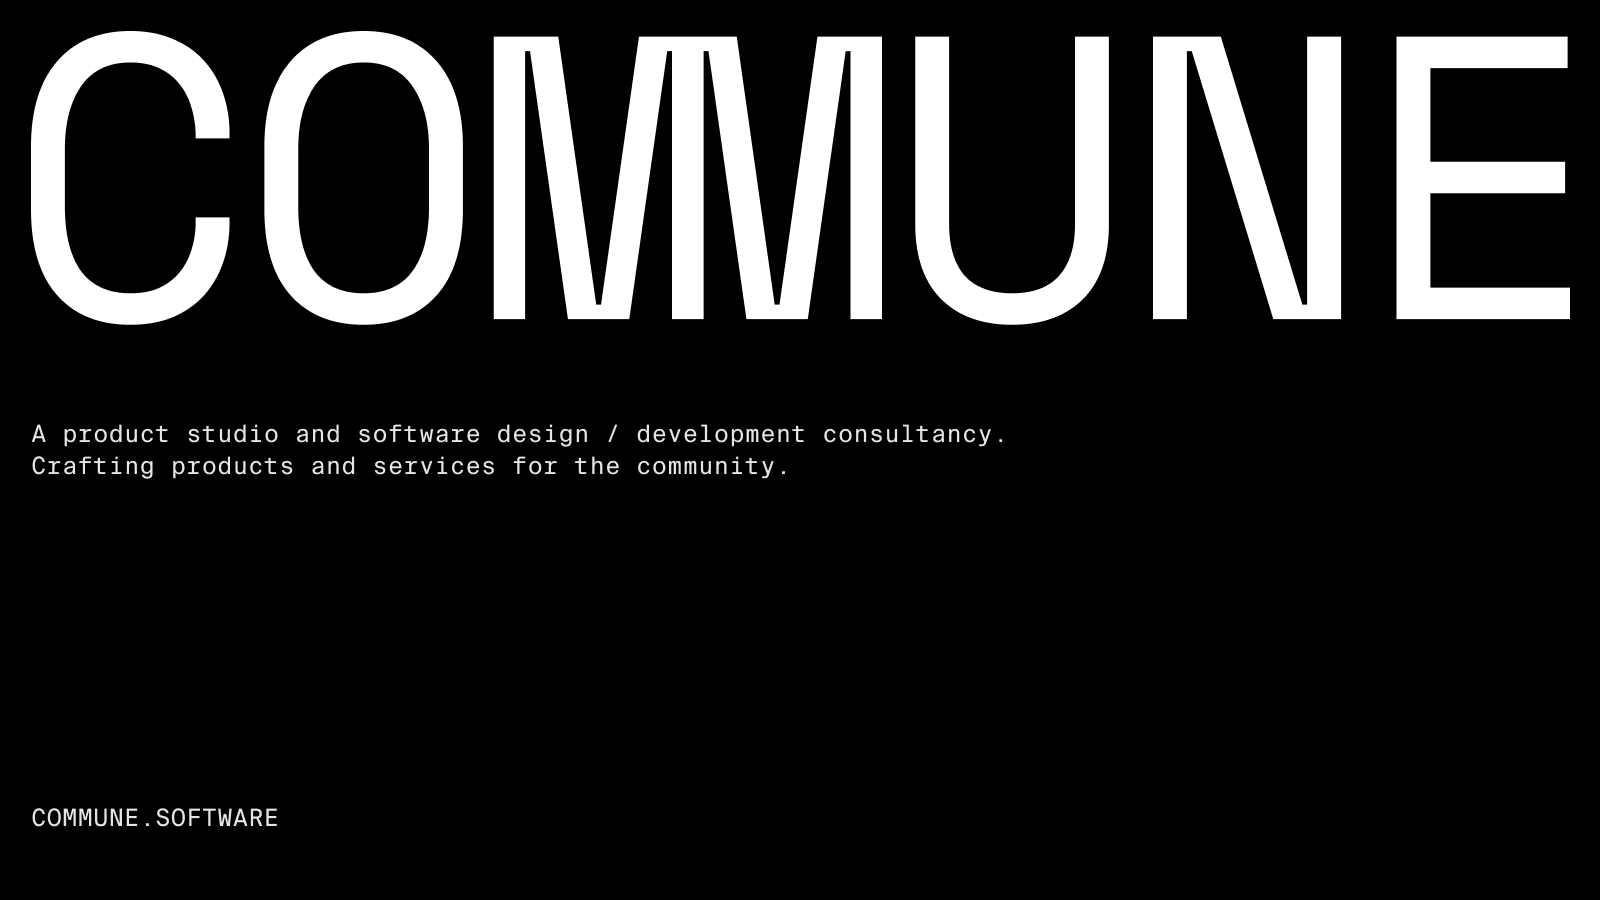 COMMUNE
A product studio and software design / development consultancy.
Crafting products and services for the community.
COMMUNE.SOFTWARE